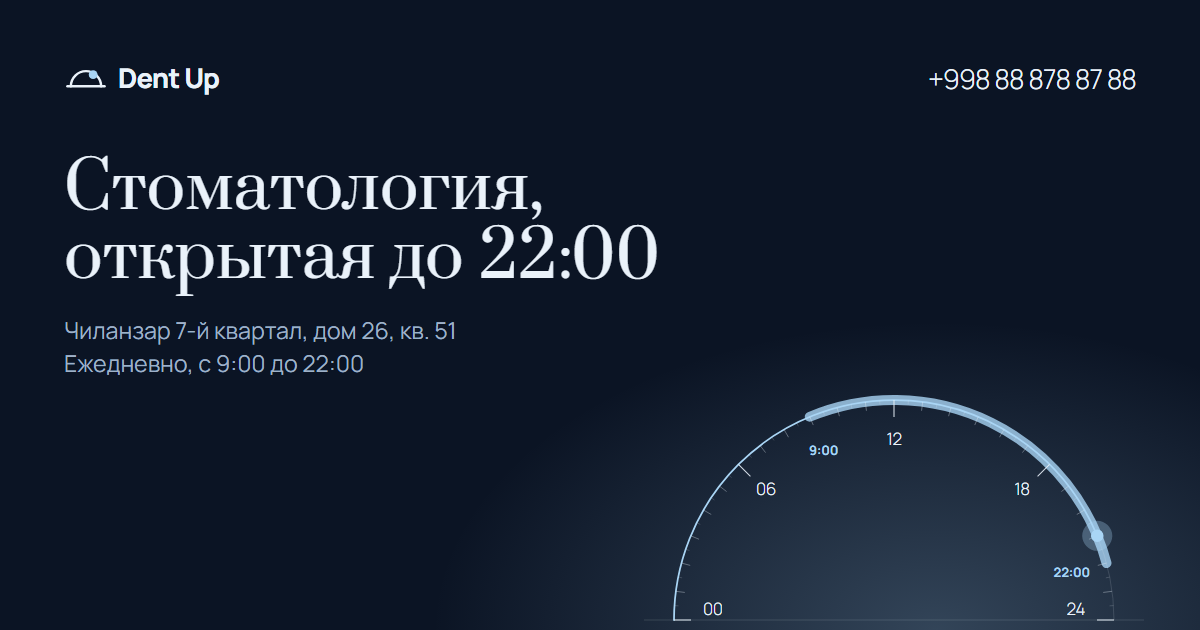 Dent Up
+998 88 878 87 88
Стоматология,
открытая до 22:00
Чиланзар 7-й квартал, дом 26, кв. 51
Ежедневно, с 9:00 до 22:00
12
9:00
06
18
22:00
00
24